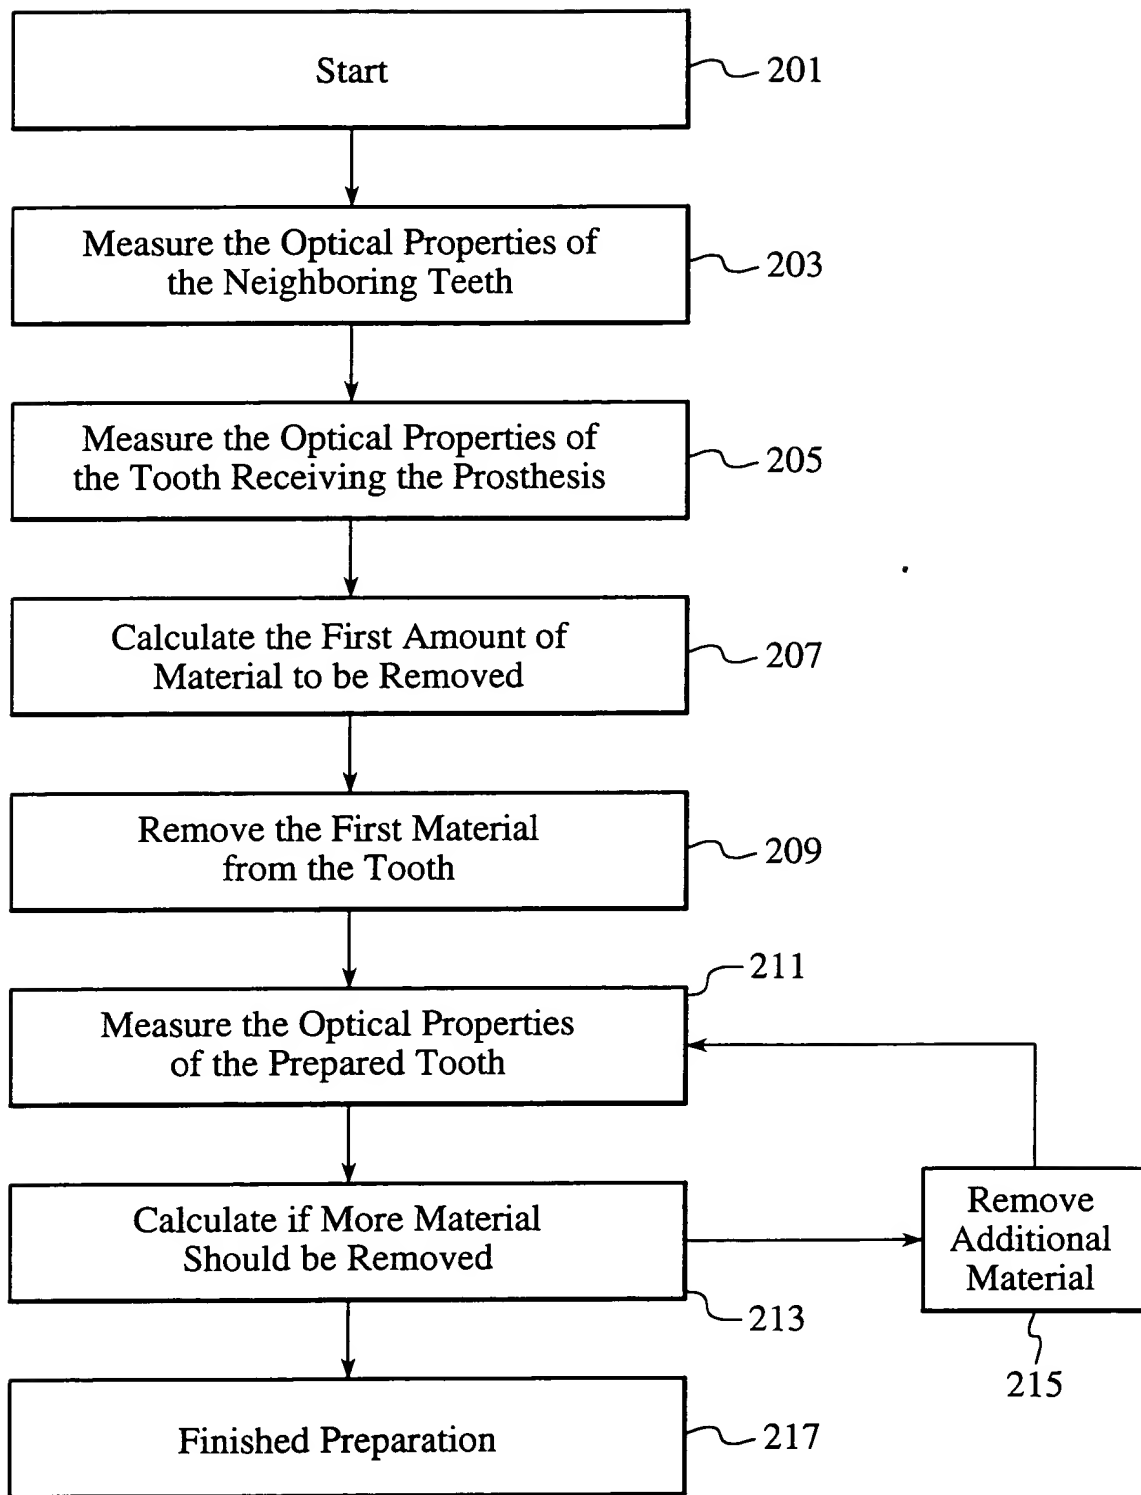 Start
201
Measure the Optical Properties of
the Neighboring Teeth
203
Measure the Optical Properties of
the Tooth Receiving the Prosthesis
205
Calculate the First Amount of
Material to be Removed
207
Remove the First Material
from the Tooth
209
211
Measure the Optical Properties
of the Prepared Tooth
Calculate if More Material
Should be Removed
213
Remove
Additional
Material
215
Finished Preparation
217